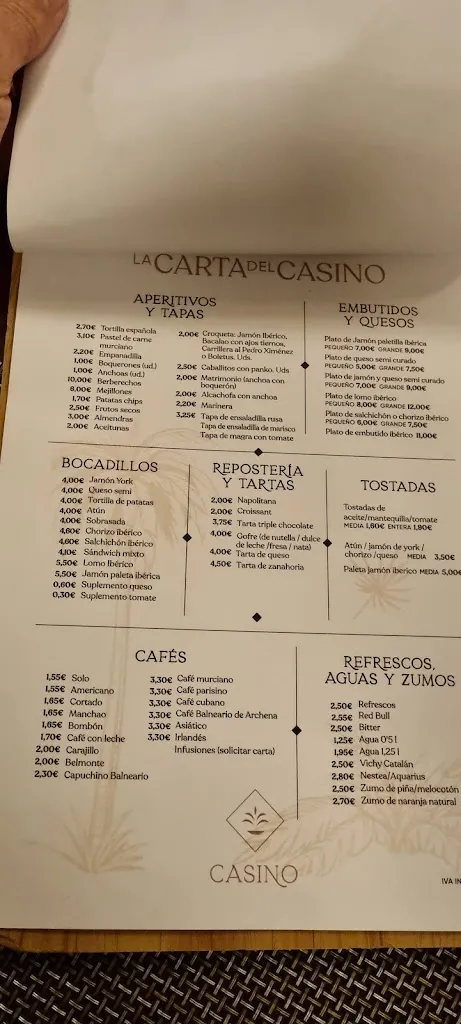 LA CARTA DEL CASINO
APERITIVOS
Y TAPAS
2,70€ Tortilla española
3,10€ Pastel de carne
murciano
2,20€ Empanadilla
1,00€ Boquerones (ud.)
1,00€ Anchoas (ud.)
10,00€ Berberechos
8,00€ Mejillones
1,70€ Patatas chips
2,50€ Frutos secos
3,00€ Almendras
2,00€ Aceitunas
2,00€ Croqueta: Jamón Ibérico,
Bacalao con ajos tiernos,
Carrillera al Pedro Ximénez
o Boletus. Uds.
2,50€ Caballitos con panko. Uds
2,00€ Matrimonio (anchoa con
boquerón)
2,00€ Alcachofa con anchoa
2,20€ Marinera
3,25€ Tapa de ensaladilla rusa
Tapa de ensaladilla de marisco
Tapa de magra con tomate
EMBUTIDOS
Y QUESOS
Plato de Jamón paletilla ibérica
PEQUEÑO 7,00€ GRANDE 9,00€
Plato de queso semi curado
PEQUEÑO 5,00€ GRANDE 7,50€
Plato de jamón y queso semi curado
PEQUEÑO 7,00€ GRANDE 9,00€
Plato de lomo ibérico
PEQUEÑO 8,00€ GRANDE 12,00€
Plato de salchichón o chorizo ibérico
PEQUEÑO 6,00€ GRANDE 7,50€
Plato de embutido ibérico 11,00€
BOCADILLOS
4,00€ Jamón York
4,00€ Queso semi
4,00€ Tortilla de patatas
4,00€ Atún
4,00€ Sobrasada
4,60€ Chorizo ibérico
4,60€ Salchichón ibérico
4,10€ Sándwich mixto
5,50€ Lomo Ibérico
5,50€ Jamón paleta ibérica
0,60€ Suplemento queso
0,30€ Suplemento tomate
REPOSTERÍA
Y TARTAS
2,00€ Napolitana
2,00€ Croissant
3,75€ Tarta triple chocolate
4,00€ Gofre (de nutella / dulce
de leche /fresa / nata)
4,00€ Tarta de queso
4,50€ Tarta de zanahoria
TOSTADAS
Tostadas de
aceite/mantequilla/tomate
MEDIA 1,60€ ENTERA 1,80€
Atún / jamón de york /
chorizo /queso MEDIA 3,50€
Paleta jamón iberico MEDIA 5,00€
CAFÉS
1,55€ Solo
1,55€ Americano
1,65€ Cortado
1,65€ Manchao
1,65€ Bombón
1,70€ Café con leche
2,00€ Carajillo
2,00€ Belmonte
2,30€ Capuchino Balneario
3,30€ Café murciano
3,30€ Café parisino
3,30€ Café cubano
3,30€ Café Balneario de Archena
3,30€ Asiático
3,30€ Irlandés
Infusiones (solicitar carta)
REFRESCOS,
AGUAS Y ZUMOS
2,50€ Refrescos
2,55€ Red Bull
2,50€ Bitter
1,25€ Agua 0'5 l
1,95€ Agua 1,25 l
2,50€ Vichy Catalán
2,80€ Nestea/Aquarius
2,50€ Zumo de piña/melocotón
2,70€ Zumo de naranja natural
CASINO
IVA IN